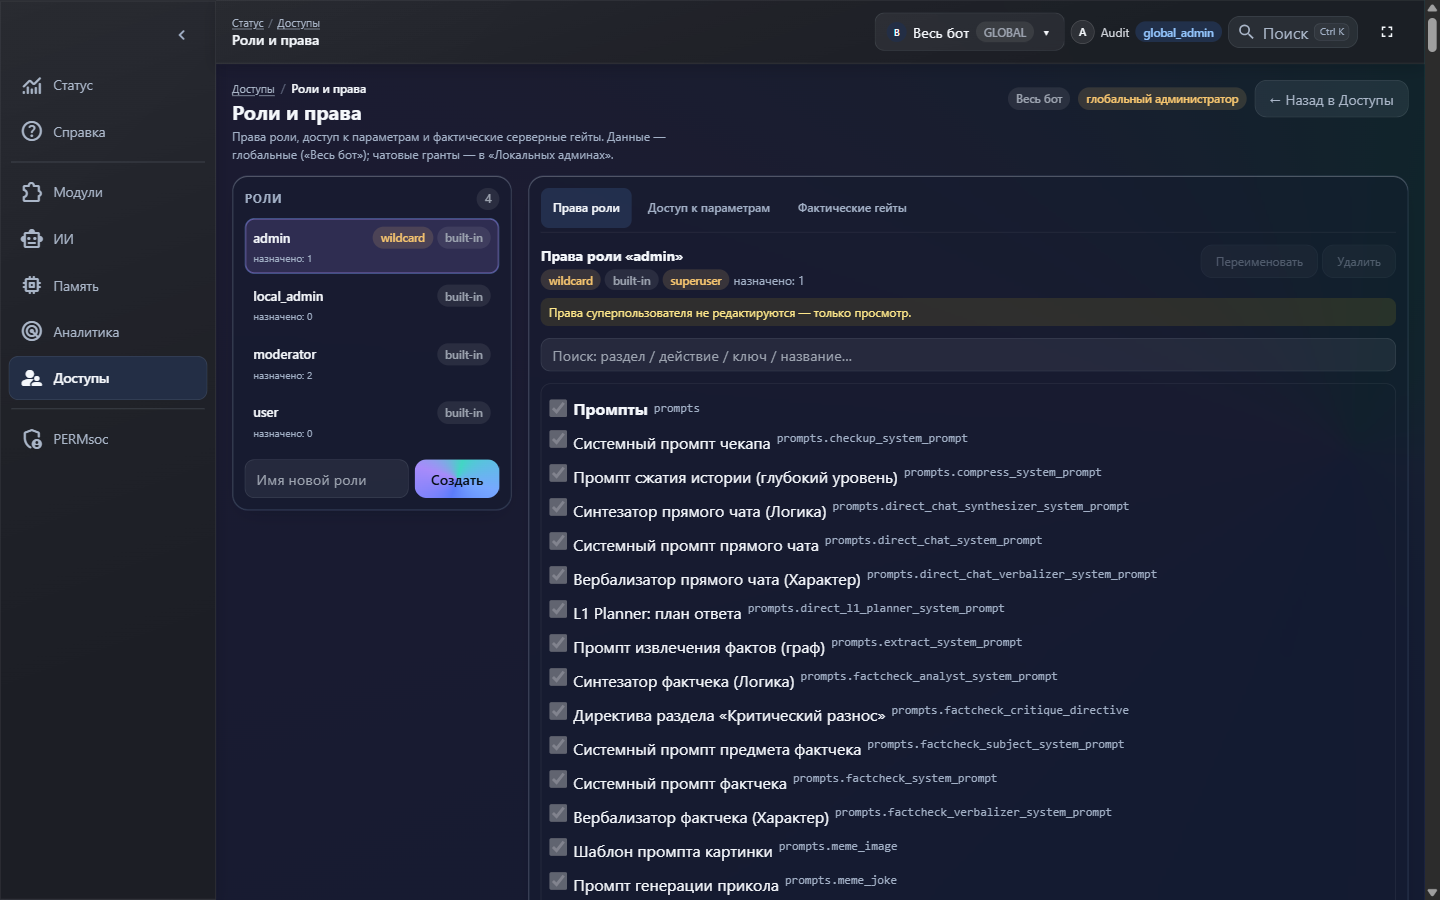 Статус / Доступы
Роли и права
B Весь бот GLOBAL ▾
A Audit global_admin
Поиск Ctrl K
Статус
Справка
Модули
ИИ
Память
Аналитика
Доступы
PERMsoc
Доступы / Роли и права
Роли и права
Права роли, доступ к параметрам и фактические серверные гейты. Данные —
глобальные («Весь бот»); чатовые гранты — в «Локальных админах».
Весь бот глобальный администратор ← Назад в Доступы
РОЛИ 4
admin wildcard built-in
назначено: 1
local_admin built-in
назначено: 0
moderator built-in
назначено: 2
user built-in
назначено: 0
Имя новой роли Создать
Права роли Доступ к параметрам Фактические гейты
Права роли «admin»
wildcard built-in superuser назначено: 1
Переименовать Удалить
Права суперпользователя не редактируются — только просмотр.
Поиск: раздел / действие / ключ / название...
Промпты prompts
Системный промпт чекапа prompts.checkup_system_prompt
Промпт сжатия истории (глубокий уровень) prompts.compress_system_prompt
Синтезатор прямого чата (Логика) prompts.direct_chat_synthesizer_system_prompt
Системный промпт прямого чата prompts.direct_chat_system_prompt
Вербализатор прямого чата (Характер) prompts.direct_chat_verbalizer_system_prompt
L1 Planner: план ответа prompts.direct_l1_planner_system_prompt
Промпт извлечения фактов (граф) prompts.extract_system_prompt
Синтезатор фактчека (Логика) prompts.factcheck_analyst_system_prompt
Директива раздела «Критический разнос» prompts.factcheck_critique_directive
Системный промпт предмета фактчека prompts.factcheck_subject_system_prompt
Системный промпт фактчека prompts.factcheck_system_prompt
Вербализатор фактчека (Характер) prompts.factcheck_verbalizer_system_prompt
Шаблон промпта картинки prompts.meme_image
Промпт генерации прикола prompts.meme_joke